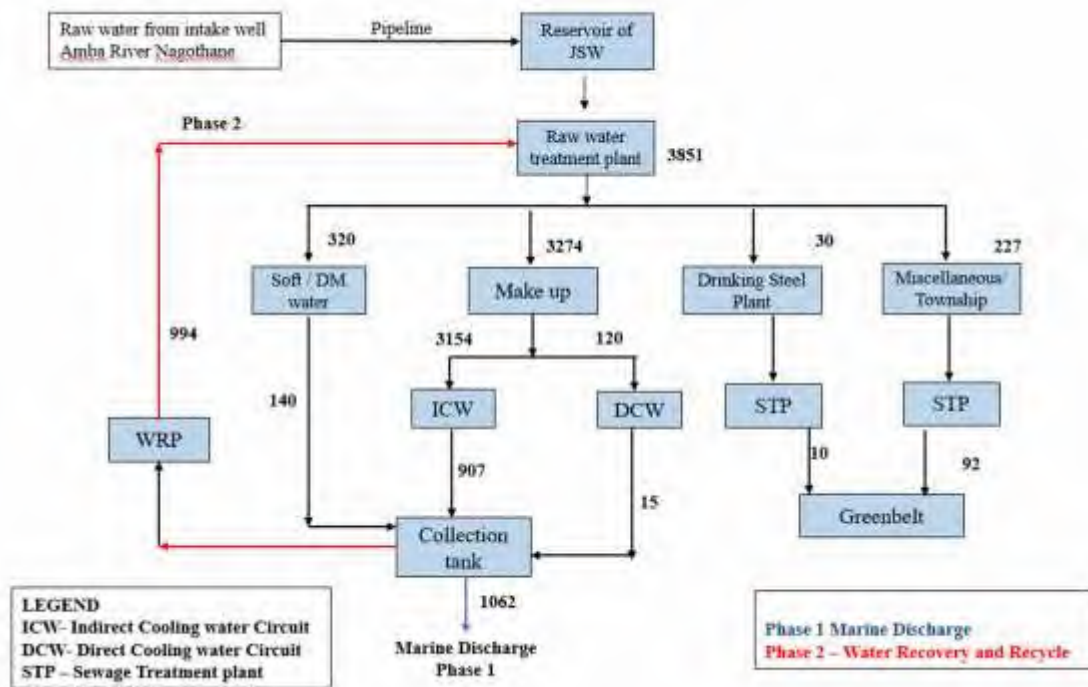 Raw water from intake well
Amba River Nagothane
Pipeline
Reservoir of
JSW
Phase 2
Raw water
treatment plant
3851
320
3274
30
227
Soft / DM
water
Make up
Drinking Steel
Plant
Miscellaneous/
Township
994
3154
120
140
ICW
DCW
STP
STP
WRP
907
10
92
15
Greenbelt
Collection
tank
1062
Marine Discharge
Phase 1
LEGEND
ICW- Indirect Cooling water Circuit
DCW- Direct Cooling water Circuit
STP – Sewage Treatment plant
Phase 1 Marine Discharge
Phase 2 – Water Recovery and Recycle